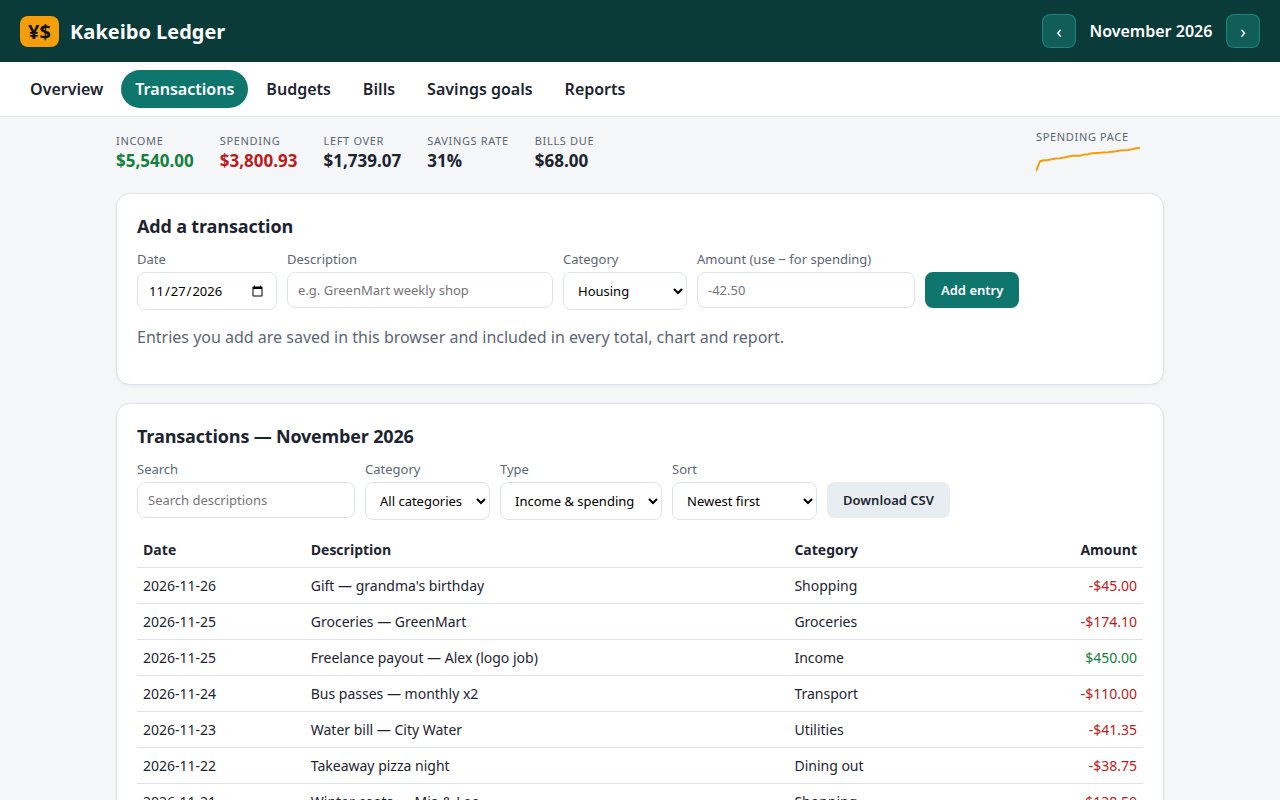 ¥$ Kakeibo Ledger ‹ November 2026 ›
Overview Transactions Budgets Bills Savings goals Reports
INCOME SPENDING LEFT OVER SAVINGS RATE BILLS DUE SPENDING PACE
$5,540.00 $3,800.93 $1,739.07 31% $68.00
Add a transaction
Date Description Category Amount (use − for spending)
11/27/2026 e.g. GreenMart weekly shop Housing -42.50 Add entry
Entries you add are saved in this browser and included in every total, chart and report.
Transactions — November 2026
Search Category Type Sort
Search descriptions All categories Income & spending Newest first Download CSV
Date Description Category Amount
2026-11-26 Gift — grandma's birthday Shopping -$45.00
2026-11-25 Groceries — GreenMart Groceries -$174.10
2026-11-25 Freelance payout — Alex (logo job) Income $450.00
2026-11-24 Bus passes — monthly x2 Transport -$110.00
2026-11-23 Water bill — City Water Utilities -$41.35
2026-11-22 Takeaway pizza night Dining out -$38.75